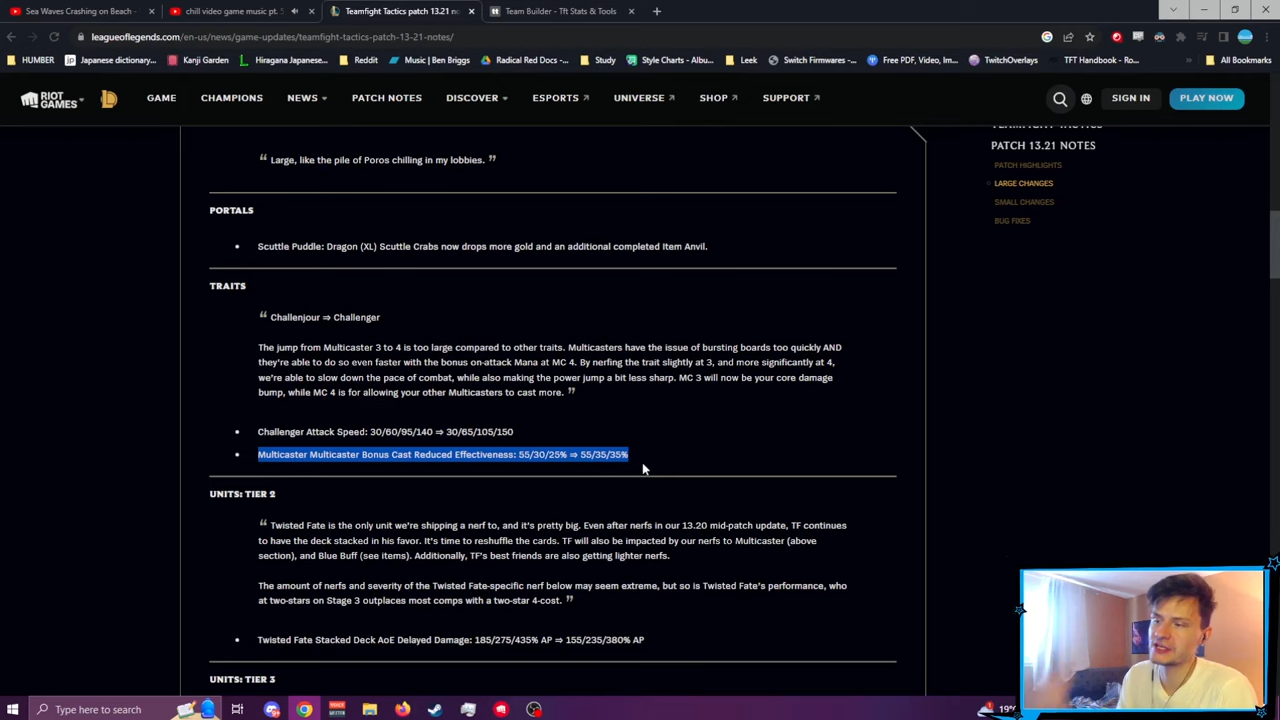 Sea Waves Crashing on Beach -
chill video game music pt. 5
Teamfight Tactics patch 13.21 no
Team Builder - Tft Stats & Tools
leagueoflegends.com/en-us/news/game-updates/teamfight-tactics-patch-13-21-notes/
HUMBER
Japanese dictionary...
Kanji Garden
Hiragana Japanese...
Reddit
Music | Ben Briggs
Radical Red Docs -...
Study
Style Charts - Albu...
Leek
Switch Firmwares -...
Free PDF, Video, Im...
TwitchOverlays
TFT Handbook - Ro...
All Bookmarks
RIOT GAMES
GAME
CHAMPIONS
NEWS
PATCH NOTES
DISCOVER
ESPORTS
UNIVERSE
SHOP
SUPPORT
SIGN IN
PLAY NOW
TEAMFIGHT TACTICS
PATCH 13.21 NOTES
PATCH HIGHLIGHTS
LARGE CHANGES
SMALL CHANGES
BUG FIXES
“ Large, like the pile of Poros chilling in my lobbies. ”
PORTALS
• Scuttle Puddle: Dragon (XL) Scuttle Crabs now drops more gold and an additional completed Item Anvil.
TRAITS
“ Challenjour ⇒ Challenger
The jump from Multicaster 3 to 4 is too large compared to other traits. Multicasters have the issue of bursting boards too quickly AND
they're able to do so even faster with the bonus on-attack Mana at MC 4. By nerfing the trait slightly at 3, and more significantly at 4,
we're able to slow down the pace of combat, while also making the power jump a bit less sharp. MC 3 will now be your core damage
bump, while MC 4 is for allowing your other Multicasters to cast more. ”
• Challenger Attack Speed: 30/60/95/140 ⇒ 30/65/105/150
• Multicaster Multicaster Bonus Cast Reduced Effectiveness: 55/30/25% ⇒ 55/35/35%
UNITS: TIER 2
“ Twisted Fate is the only unit we're shipping a nerf to, and it's pretty big. Even after nerfs in our 13.20 mid-patch update, TF continues
to have the deck stacked in his favor. It's time to reshuffle the cards. TF will also be impacted by our nerfs to Multicaster (above
section), and Blue Buff (see items). Additionally, TF's best friends are also getting lighter nerfs.
The amount of nerfs and severity of the Twisted Fate-specific nerf below may seem extreme, but so is Twisted Fate's performance, who
at two-stars on Stage 3 outplaces most comps with a two-star 4-cost. ”
• Twisted Fate Stacked Deck AoE Delayed Damage: 185/275/435% AP ⇒ 155/235/380% AP
UNITS: TIER 3
Type here to search
19°